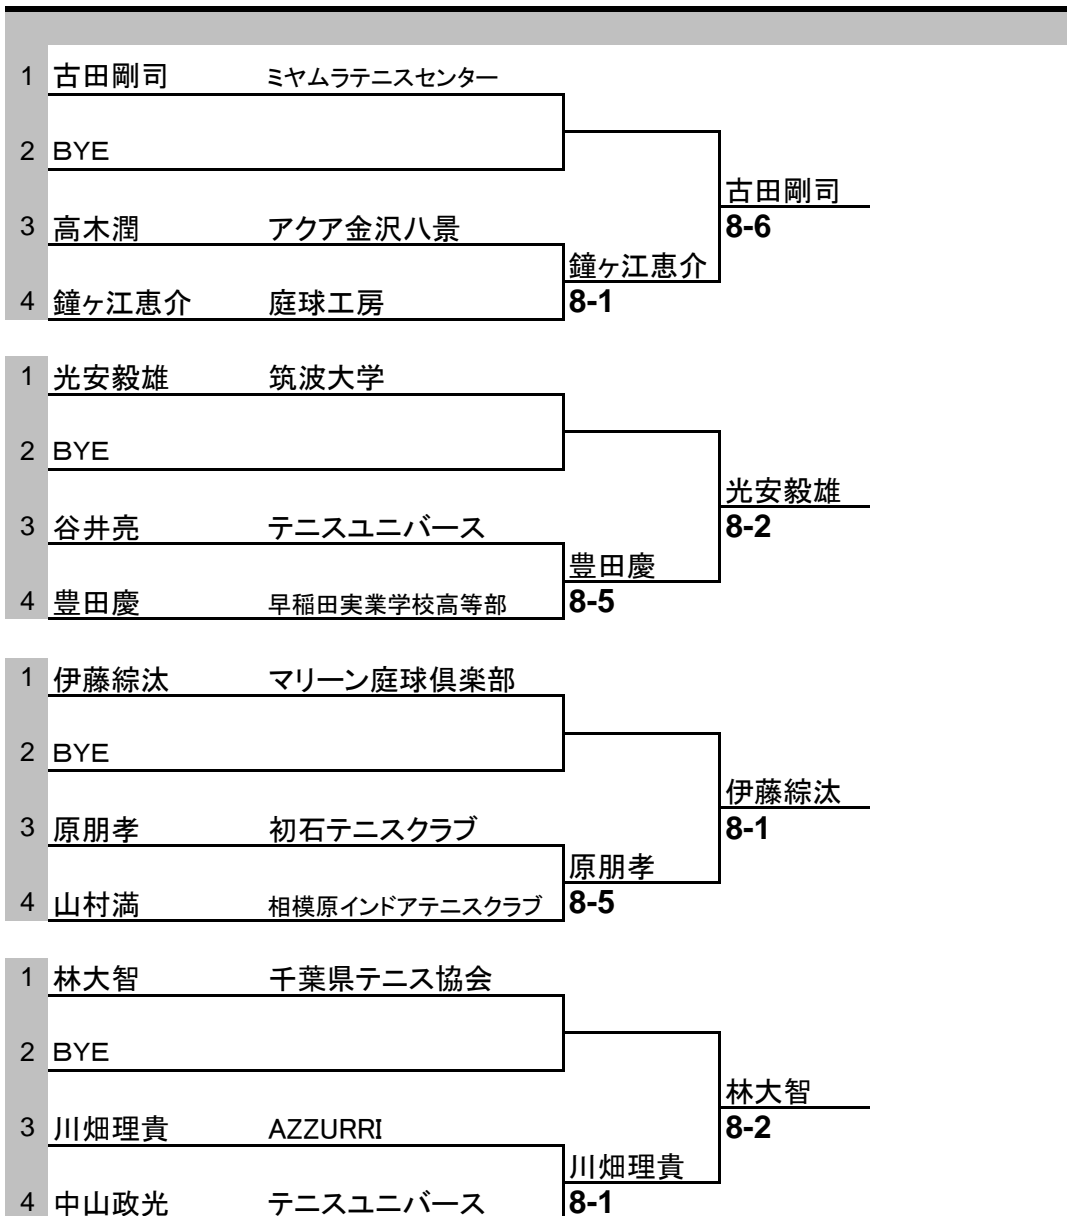 1 古田剛司 ミヤムラテニスセンター
2 BYE
古田剛司
3 高木潤 アクア金沢八景 8-6
鐘ヶ江恵介
4 鐘ヶ江恵介 庭球工房 8-1
1 光安毅雄 筑波大学
2 BYE
光安毅雄
3 谷井亮 テニスユニバース 8-2
豊田慶
4 豊田慶 早稲田実業学校高等部 8-5
1 伊藤綜汰 マリーン庭球倶楽部
2 BYE
伊藤綜汰
3 原朋孝 初石テニスクラブ 8-1
原朋孝
4 山村満 相模原インドアテニスクラブ 8-5
1 林大智 千葉県テニス協会
2 BYE
林大智
3 川畑理貴 AZZURRI 8-2
川畑理貴
4 中山政光 テニスユニバース 8-1